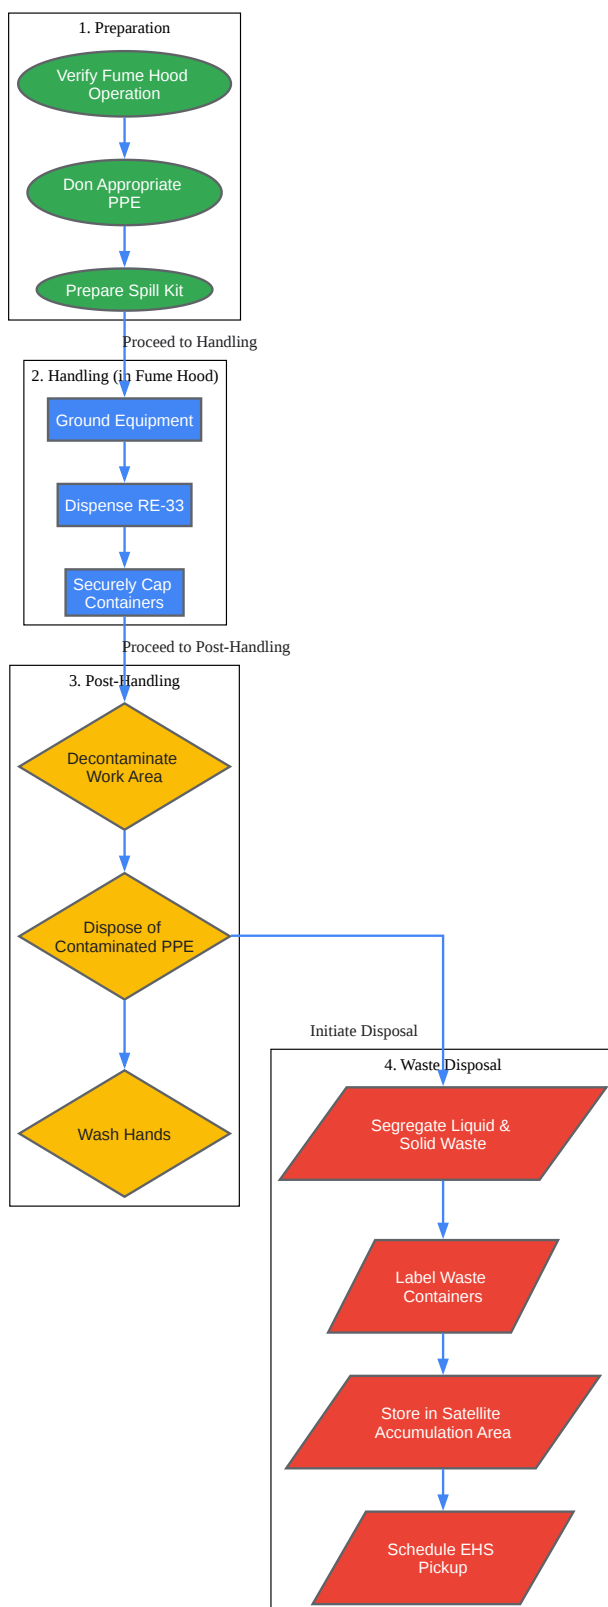 1. Preparation
Verify Fume Hood
Operation
Don Appropriate
PPE
Prepare Spill Kit
Proceed to Handling
2. Handling (in Fume Hood)
Ground Equipment
Dispense RE-33
Securely Cap
Containers
Proceed to Post-Handling
3. Post-Handling
Decontaminate
Work Area
Dispose of
Contaminated PPE
Wash Hands
Initiate Disposal
4. Waste Disposal
Segregate Liquid &
Solid Waste
Label Waste
Containers
Store in Satellite
Accumulation Area
Schedule EHS
Pickup